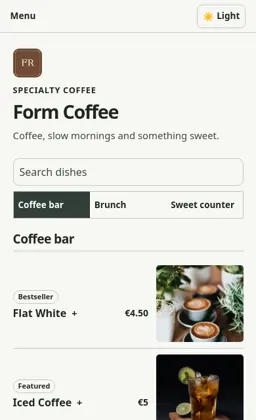 Menu
☀️ Light
FR
SPECIALTY COFFEE
Form Coffee
Coffee, slow mornings and something sweet.
Search dishes
Coffee bar Brunch Sweet counter
Coffee bar
Bestseller
Flat White + €4.50
Featured
Iced Coffee + €5